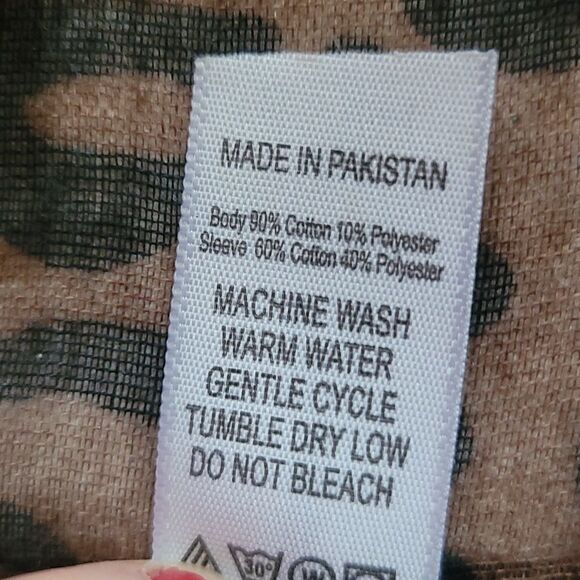 MADE IN PAKISTAN
Body 90% Cotton 10% Polyester
Sleeve 60% Cotton 40% Polyester
MACHINE WASH
WARM WATER
GENTLE CYCLE
TUMBLE DRY LOW
DO NOT BLEACH
30° W